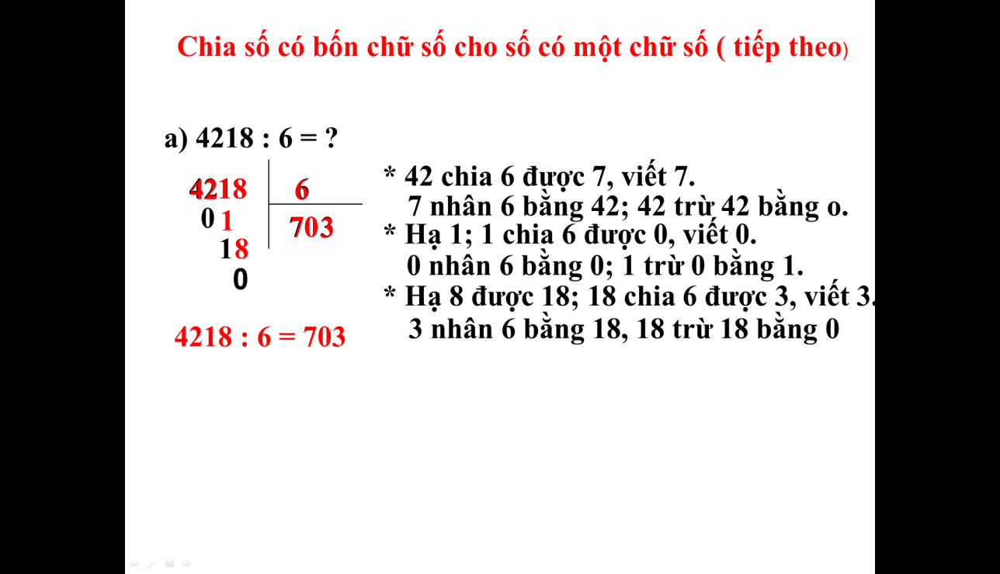 Chia số có bốn chữ số cho số có một chữ số ( tiếp theo)
a) 4218 : 6 = ?
4218 6
0 1 703
18
0
4218 : 6 = 703
* 42 chia 6 được 7, viết 7.
7 nhân 6 bằng 42; 42 trừ 42 bằng o.
* Hạ 1; 1 chia 6 được 0, viết 0.
0 nhân 6 bằng 0; 1 trừ 0 bằng 1.
* Hạ 8 được 18; 18 chia 6 được 3, viết 3.
3 nhân 6 bằng 18, 18 trừ 18 bằng 0